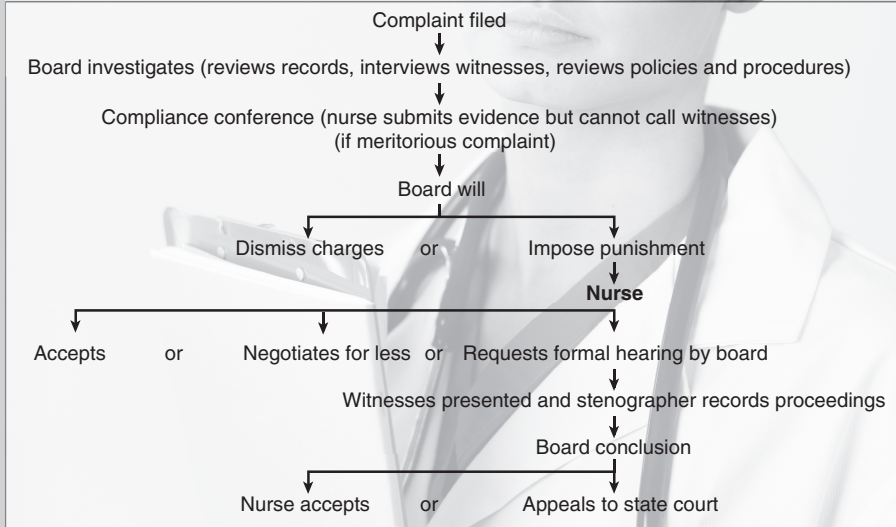 Complaint filed
Board investigates (reviews records, interviews witnesses, reviews policies and procedures)
Compliance conference (nurse submits evidence but cannot call witnesses)
(if meritorious complaint)
Board will
Dismiss charges or Impose punishment
Nurse
Accepts or Negotiates for less or Requests formal hearing by board
Witnesses presented and stenographer records proceedings
Board conclusion
Nurse accepts or Appeals to state court